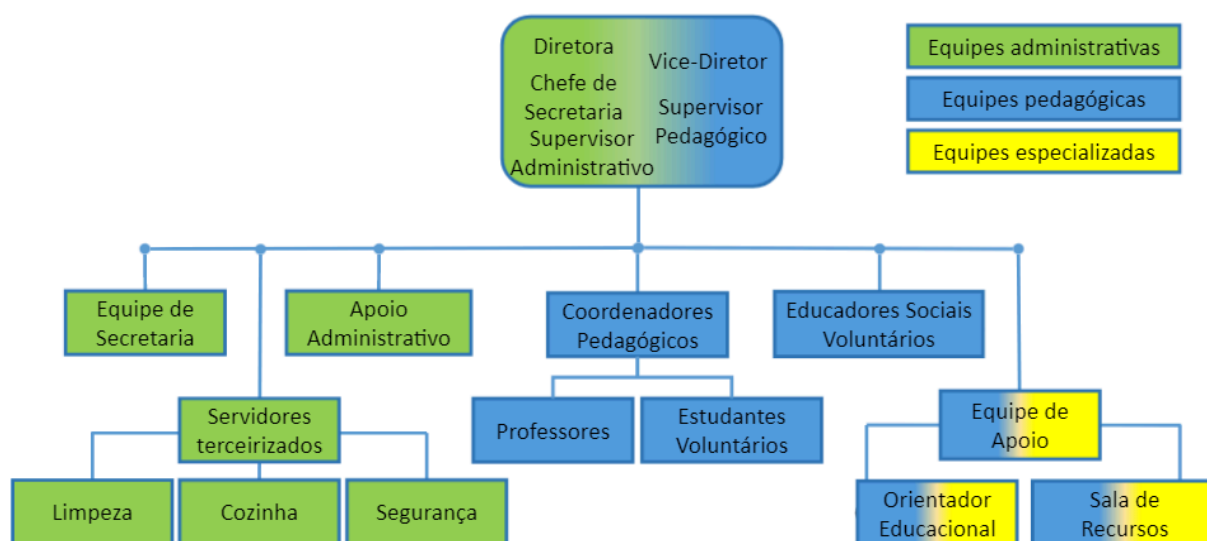 Diretora
Chefe de
Secretaria
Supervisor
Administrativo
Vice-Diretor
Supervisor
Pedagógico
Equipes administrativas
Equipes pedagógicas
Equipes especializadas
Equipe de
Secretaria
Apoio
Administrativo
Coordenadores
Pedagógicos
Educadores Sociais
Voluntários
Servidores
terceirizados
Professores
Estudantes
Voluntários
Equipe de
Apoio
Limpeza
Cozinha
Segurança
Orientador
Educacional
Sala de
Recursos